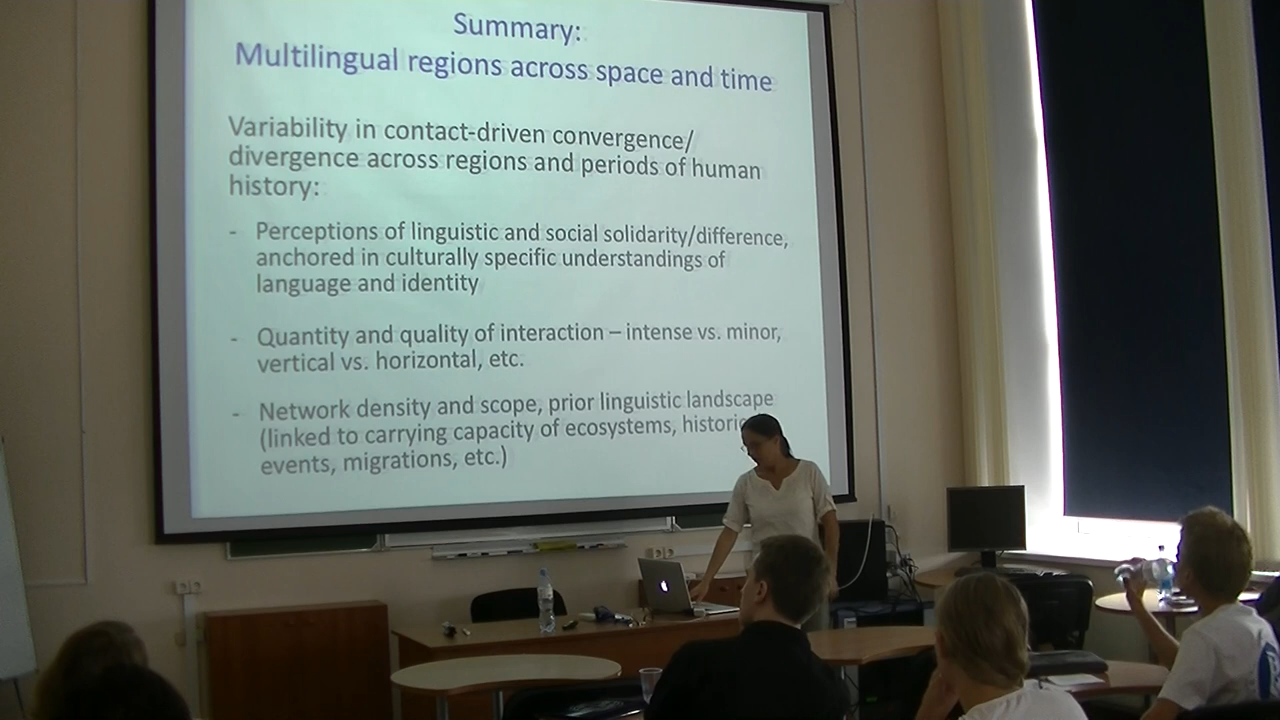 Summary:
Multilingual regions across space and time
Variability in contact-driven convergence/
divergence across regions and periods of human
history:
- Perceptions of linguistic and social solidarity/difference,
anchored in culturally specific understandings of
language and identity
- Quantity and quality of interaction – intense vs. minor,
vertical vs. horizontal, etc.
- Network density and scope, prior linguistic landscape
(linked to carrying capacity of ecosystems,
events, migrations, etc.)